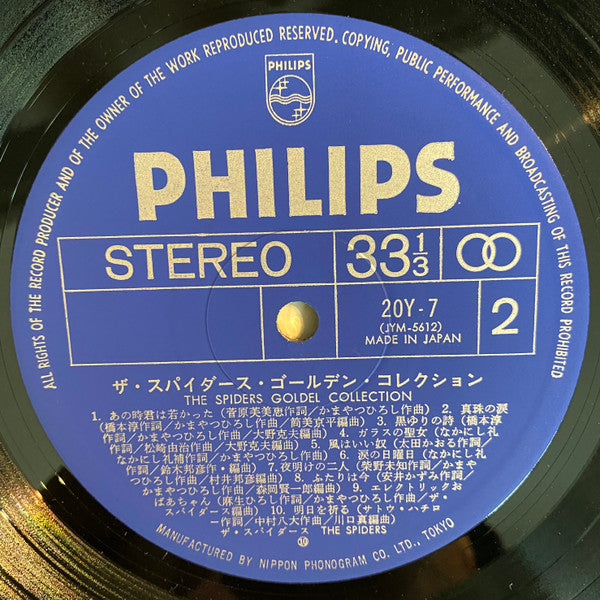 ALL RIGHTS OF THE RECORD PRODUCER AND OF THE OWNER OF THE WORK REPRODUCED RESERVED. COPYING, PUBLIC PERFORMANCE AND BROADCASTING OF THIS RECORD PROHIBITED
PHILIPS
PHILIPS
STEREO
33 1/3
20Y-7
(JYM-5612)
MADE IN JAPAN
2
ザ・スパイダース・ゴールデン・コレクション
THE SPIDERS GOLDEL COLLECTION
1. あの時君は若かった (菅原芙美恵作詞/かまやつひろし作曲) 2. 真珠の涙
(橋本淳作詞/かまやつひろし作曲/筒美京平編曲) 3. 黒ゆりの詩 (橋本
淳作詞/かまやつひろし作曲/大野克夫編曲) 4. ガラスの聖女 (なかにし礼
作詞/松崎由治作曲/大野克夫編曲) 5. 風はいい奴 (太田かおる作詞、
なかにし礼補作詞/かまやつひろし作曲) 6. 涙の日曜日 (なかにし礼
作詞/鈴木邦彦作・編曲) 7. 夜明けの二人 (柴野未知作詞/かまや
つひろし作曲/村井邦彦編曲) 8. ふたりは今 (安井かずみ作詞/
かまやつひろし作曲/森岡賢一郎編曲) 9. エレクトリックお
ばあちゃん (麻生ひろし作詞/かまやつひろし作曲/ザ・
スパイダース編曲) 10. 明日を祈る (サトウ・ハチロ
ー作詞/中村八大作曲/川口真編曲)
ザ・スパイダース THE SPIDERS
⑩
MANUFACTURED BY NIPPON PHONOGRAM CO. LTD., TOKYO